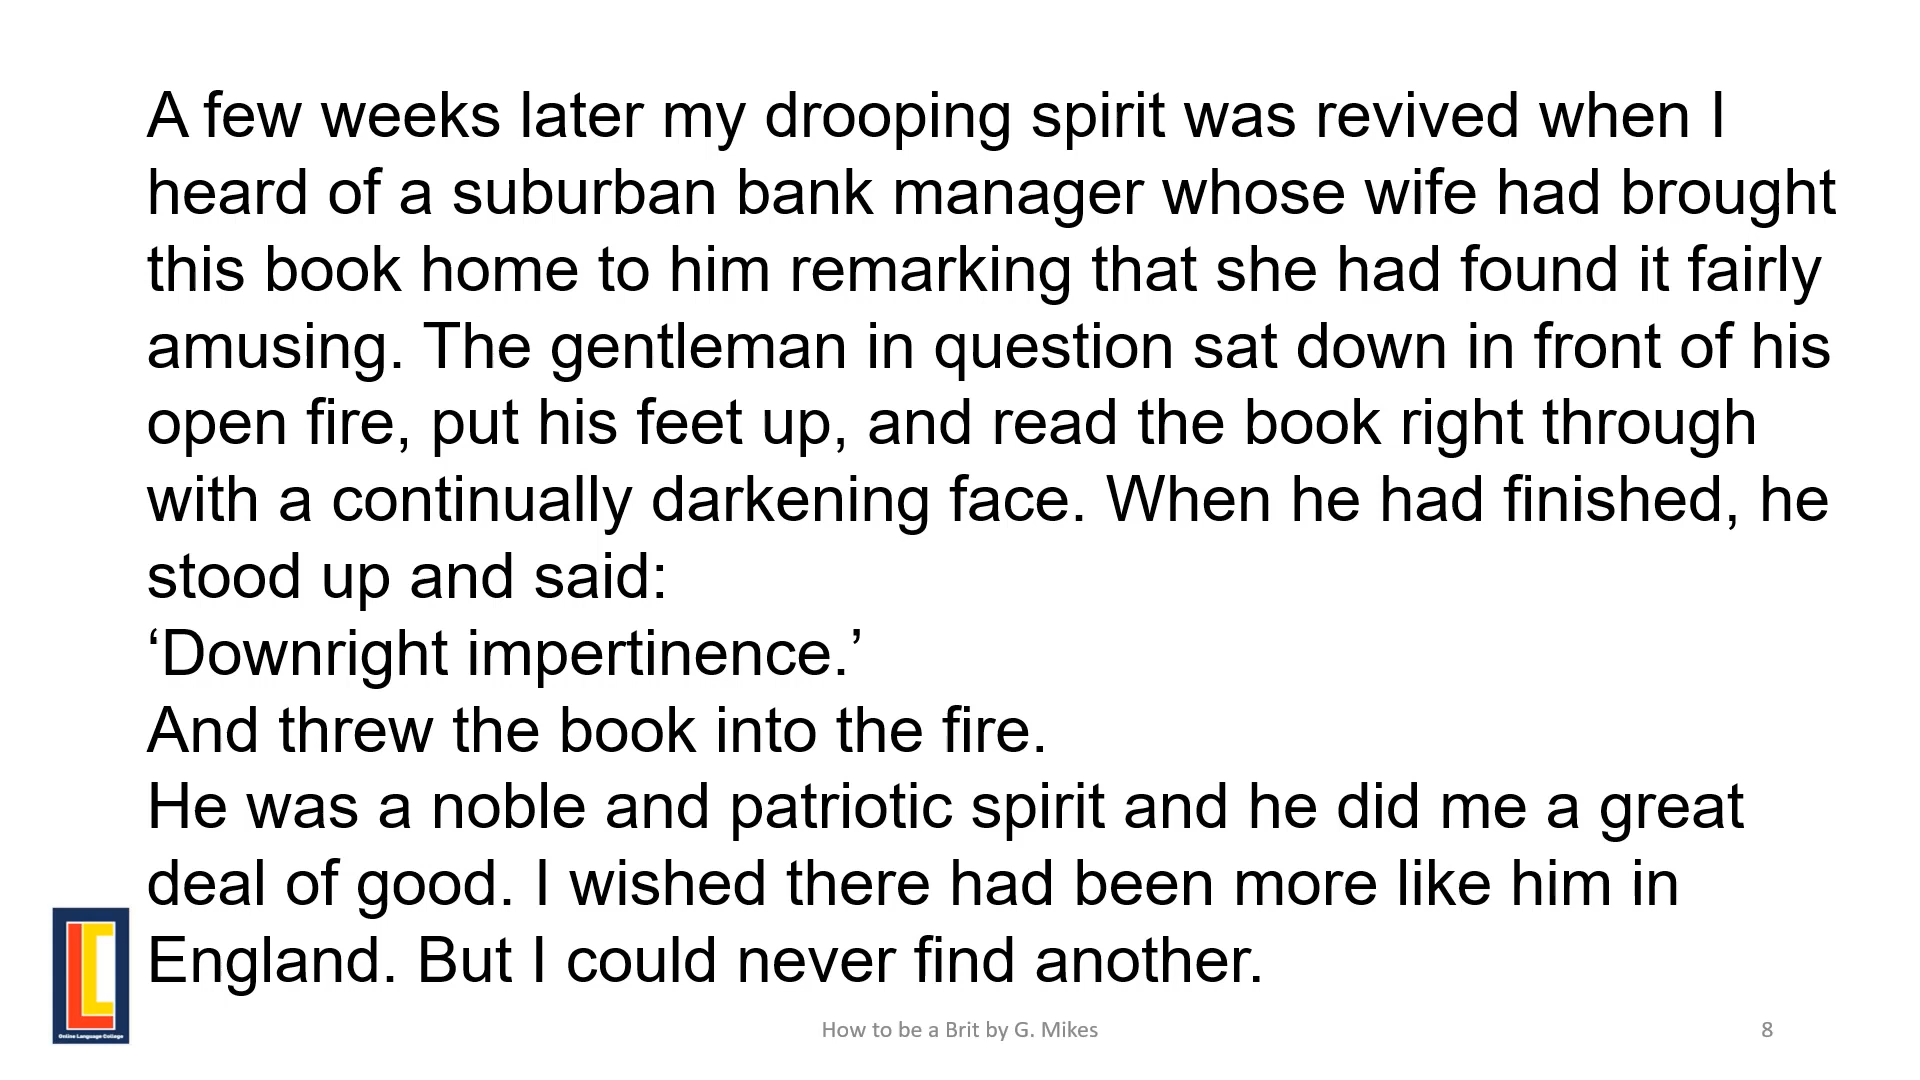 A few weeks later my drooping spirit was revived when I
heard of a suburban bank manager whose wife had brought
this book home to him remarking that she had found it fairly
amusing. The gentleman in question sat down in front of his
open fire, put his feet up, and read the book right through
with a continually darkening face. When he had finished, he
stood up and said:
‘Downright impertinence.’
And threw the book into the fire.
He was a noble and patriotic spirit and he did me a great
deal of good. I wished there had been more like him in
England. But I could never find another.
Online Language College
How to be a Brit by G. Mikes
8